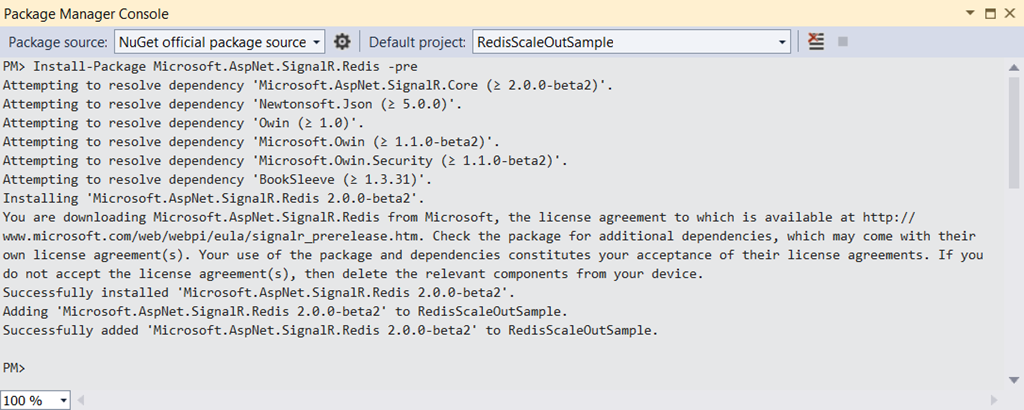 Package Manager Console
Package source: NuGet official package source Default project: RedisScaleOutSample
PM> Install-Package Microsoft.AspNet.SignalR.Redis -pre
Attempting to resolve dependency 'Microsoft.AspNet.SignalR.Core (≥ 2.0.0-beta2)'.
Attempting to resolve dependency 'Newtonsoft.Json (≥ 5.0.0)'.
Attempting to resolve dependency 'Owin (≥ 1.0)'.
Attempting to resolve dependency 'Microsoft.Owin (≥ 1.1.0-beta2)'.
Attempting to resolve dependency 'Microsoft.Owin.Security (≥ 1.1.0-beta2)'.
Attempting to resolve dependency 'BookSleeve (≥ 1.3.31)'.
Installing 'Microsoft.AspNet.SignalR.Redis 2.0.0-beta2'.
You are downloading Microsoft.AspNet.SignalR.Redis from Microsoft, the license agreement to which is available at http://
www.microsoft.com/web/webpi/eula/signalr_prerelease.htm. Check the package for additional dependencies, which may come with their
own license agreement(s). Your use of the package and dependencies constitutes your acceptance of their license agreements. If you
do not accept the license agreement(s), then delete the relevant components from your device.
Successfully installed 'Microsoft.AspNet.SignalR.Redis 2.0.0-beta2'.
Adding 'Microsoft.AspNet.SignalR.Redis 2.0.0-beta2' to RedisScaleOutSample.
Successfully added 'Microsoft.AspNet.SignalR.Redis 2.0.0-beta2' to RedisScaleOutSample.
PM>
100 %